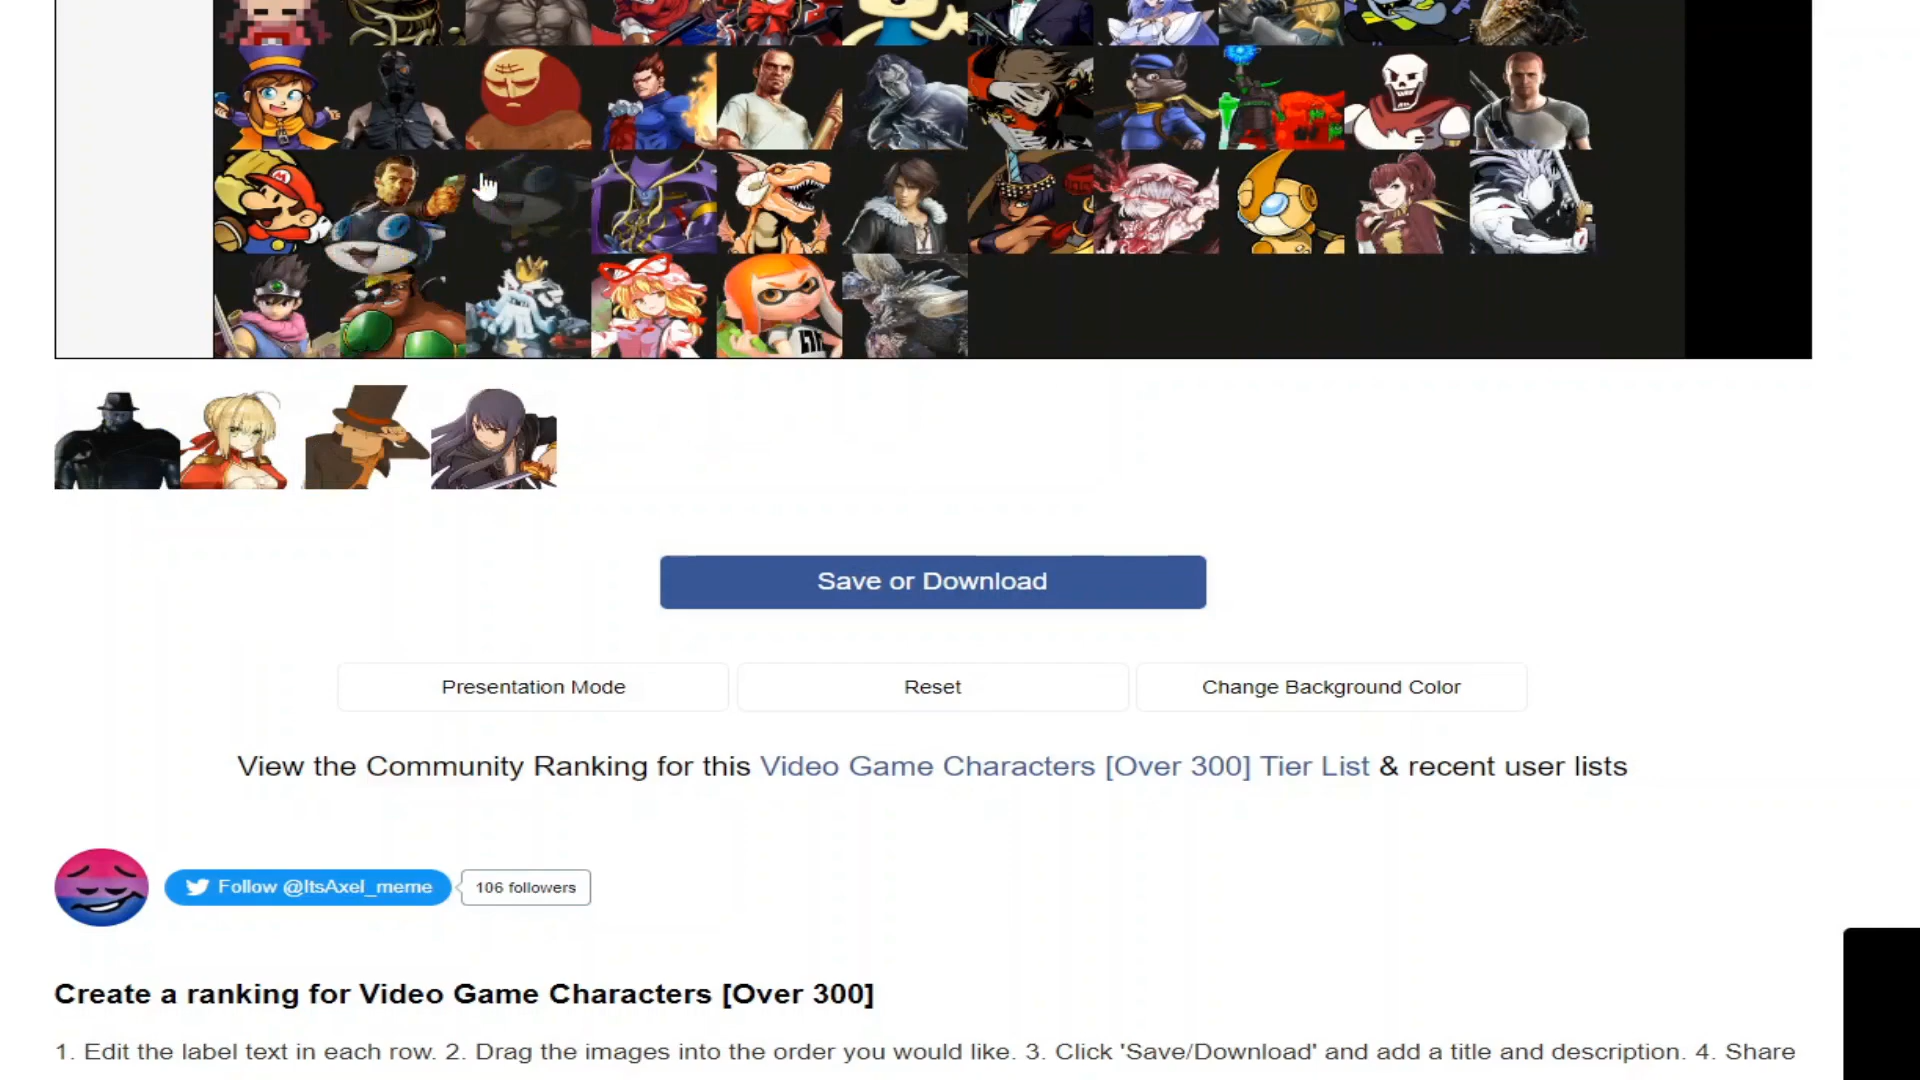 Save or Download
Presentation Mode
Reset
Change Background Color
View the Community Ranking for this Video Game Characters [Over 300] Tier List & recent user lists
Follow @ItsAxel_meme
106 followers
Create a ranking for Video Game Characters [Over 300]
1. Edit the label text in each row. 2. Drag the images into the order you would like. 3. Click 'Save/Download' and add a title and description. 4. Share